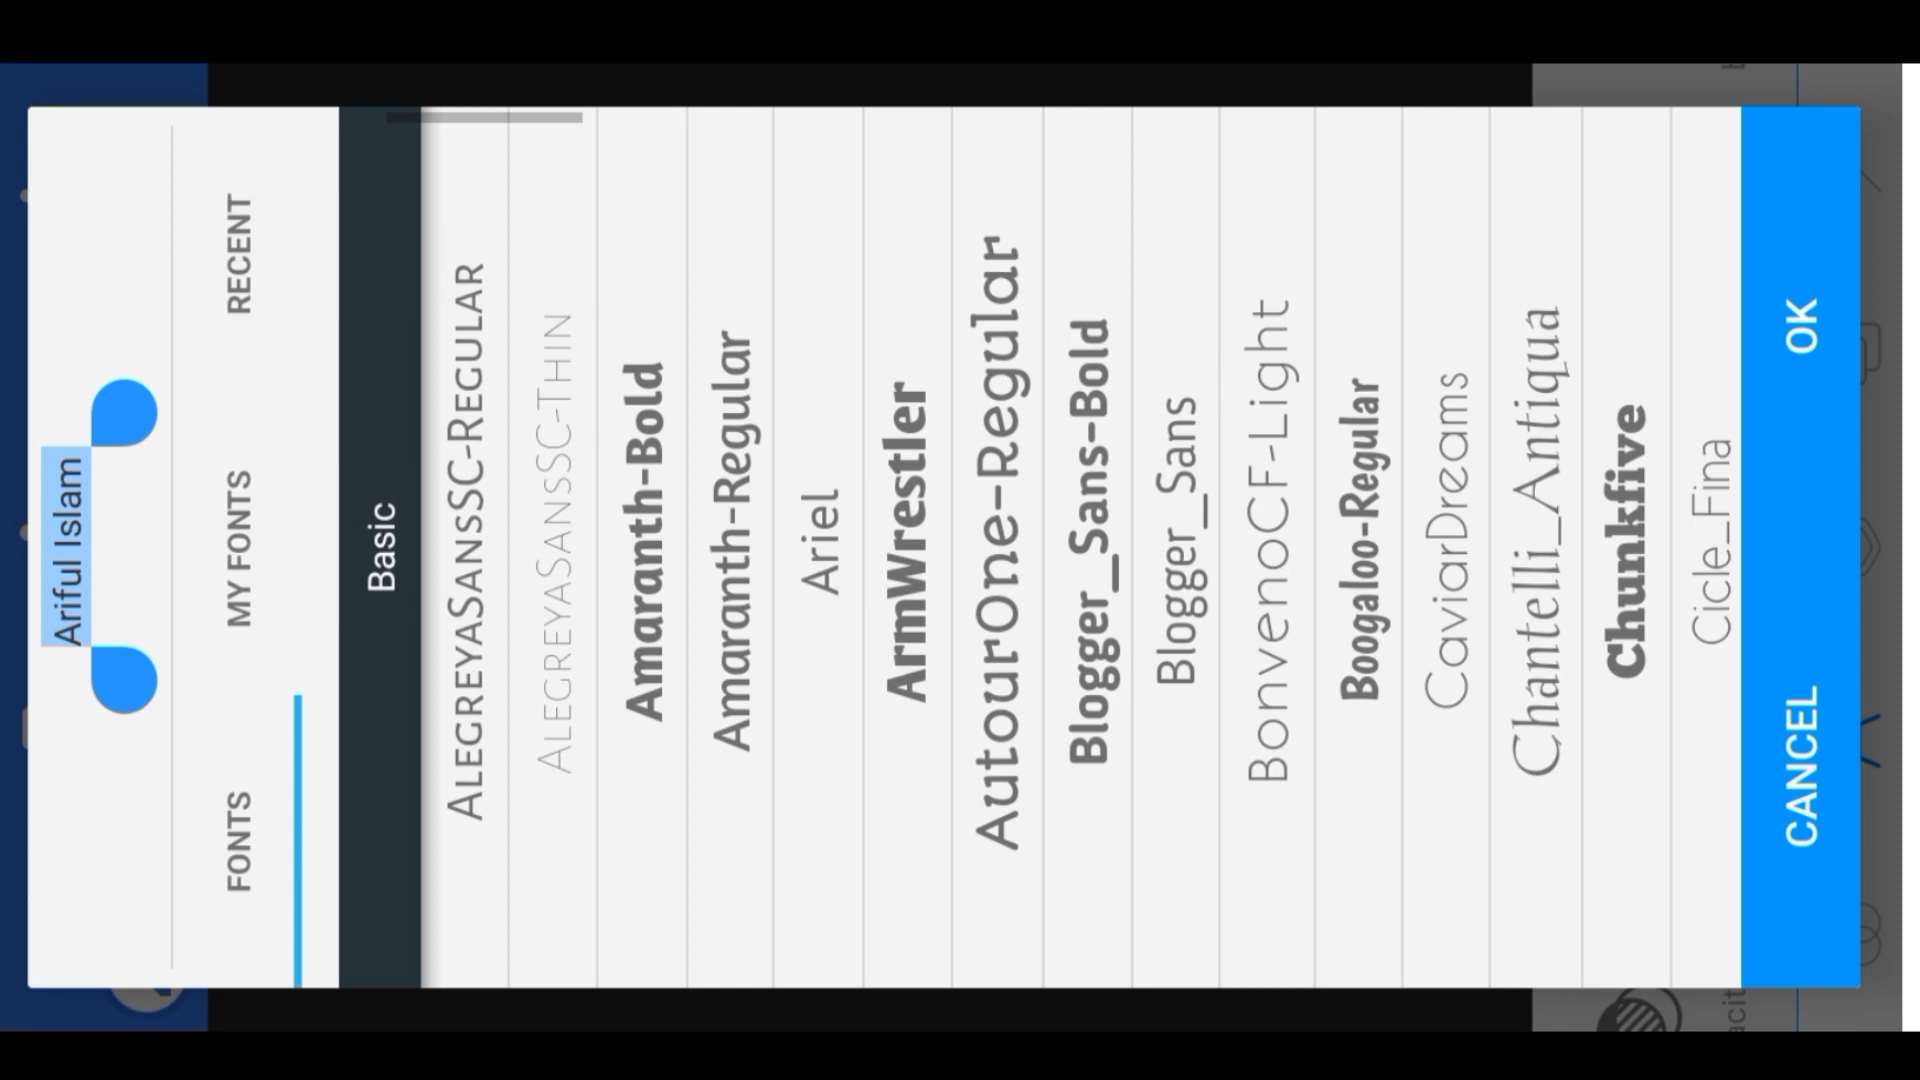 Ariful Islam
FONTS MY FONTS RECENT
Basic
ALEGREYASANSSC-REGULAR
ALEGREYASANSSC-THIN
Amaranth-Bold
Amaranth-Regular
Ariel
ArmWrestler
AutourOne-Regular
Blogger_Sans-Bold
Blogger_Sans
BonvenoCF-Light
Boogaloo-Regular
CaviarDreams
Chantelli_Antiqua
Chunkfive
Cicle_Fina
CANCEL OK